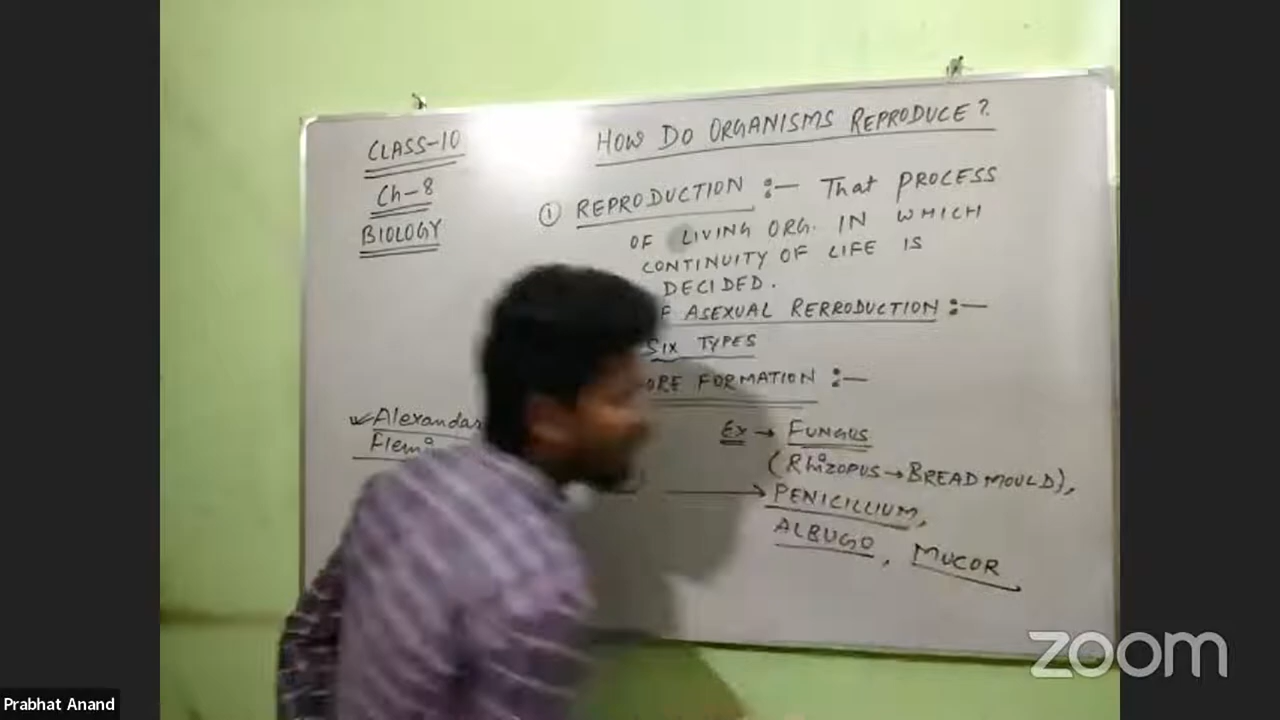 CLASS-10
Ch-8
BIOLOGY
HOW DO ORGANISMS REPRODUCE?
① REPRODUCTION :- That PROCESS
OF LIVING ORG. IN WHICH
CONTINUITY OF LIFE IS
DECIDED.
ASEXUAL RERRODUCTION :-
SIX TYPES
FORMATION :-
Alexandar
Ex → FUNGUS
(Rhizopus → BREAD MOULD),
PENICILLIUM,
ALBUGO, MUCOR
zoom
Prabhat Anand